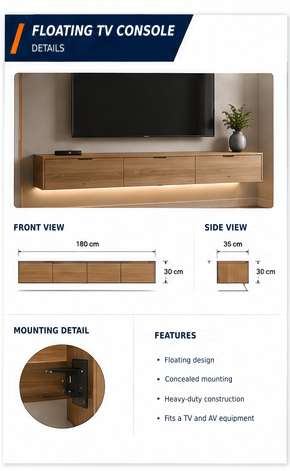 FLOATING TV CONSOLE
DETAILS
FRONT VIEW
SIDE VIEW
180 cm
35 cm
30 cm
30 cm
MOUNTING DETAIL
FEATURES
• Floating design
• Concealed mounting
• Heavy-duty construction
• Fits a TV and AV equipment